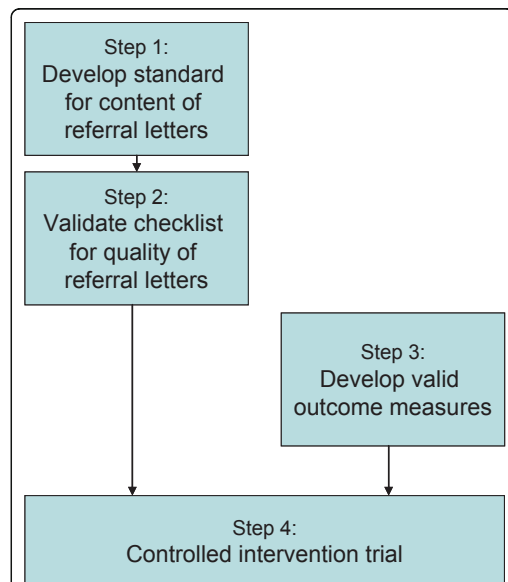 Step 1:
Develop standard
for content of
referral letters
Step 2:
Validate checklist
for quality of
referral letters
Step 3:
Develop valid
outcome measures
Step 4:
Controlled intervention trial